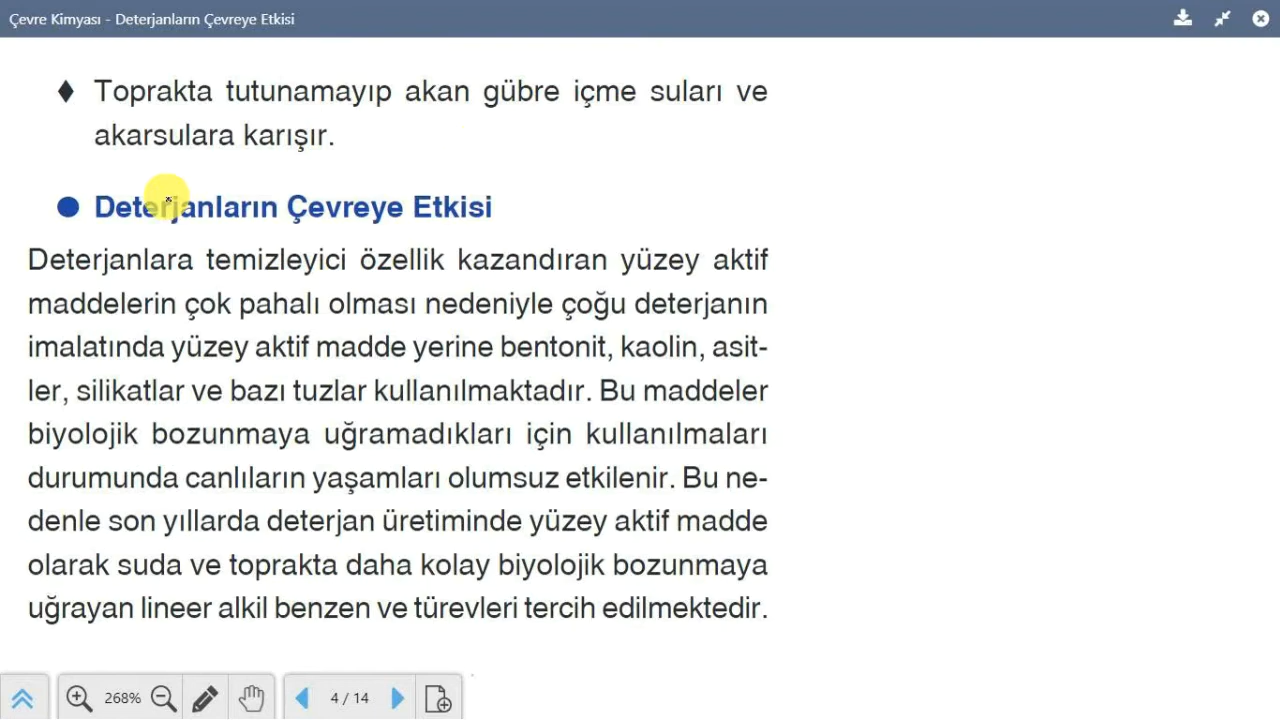 Çevre Kimyası - Deterjanların Çevreye Etkisi
Toprakta tutunamayıp akan gübre içme suları ve
akarsulara karışır.
Deterjanların Çevreye Etkisi
Deterjanlara temizleyici özellik kazandıran yüzey aktif
maddelerin çok pahalı olması nedeniyle çoğu deterjanın
imalatında yüzey aktif madde yerine bentonit, kaolin, asit-
ler, silikatlar ve bazı tuzlar kullanılmaktadır. Bu maddeler
biyolojik bozunmaya uğramadıkları için kullanılmaları
durumunda canlıların yaşamları olumsuz etkilenir. Bu ne-
denle son yıllarda deterjan üretiminde yüzey aktif madde
olarak suda ve toprakta daha kolay biyolojik bozunmaya
uğrayan lineer alkil benzen ve türevleri tercih edilmektedir.
268%
4 / 14